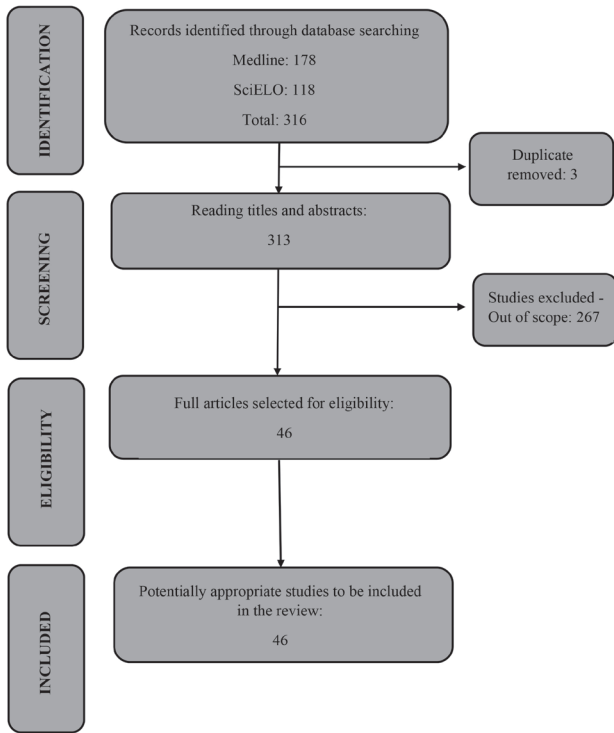 IDENTIFICATION
Records identified through database searching
Medline: 178
SciELO: 118
Total: 316
Duplicate
removed: 3
SCREENING
Reading titles and abstracts:
313
Studies excluded -
Out of scope: 267
ELIGIBILITY
Full articles selected for eligibility:
46
INCLUDED
Potentially appropriate studies to be included
in the review:
46